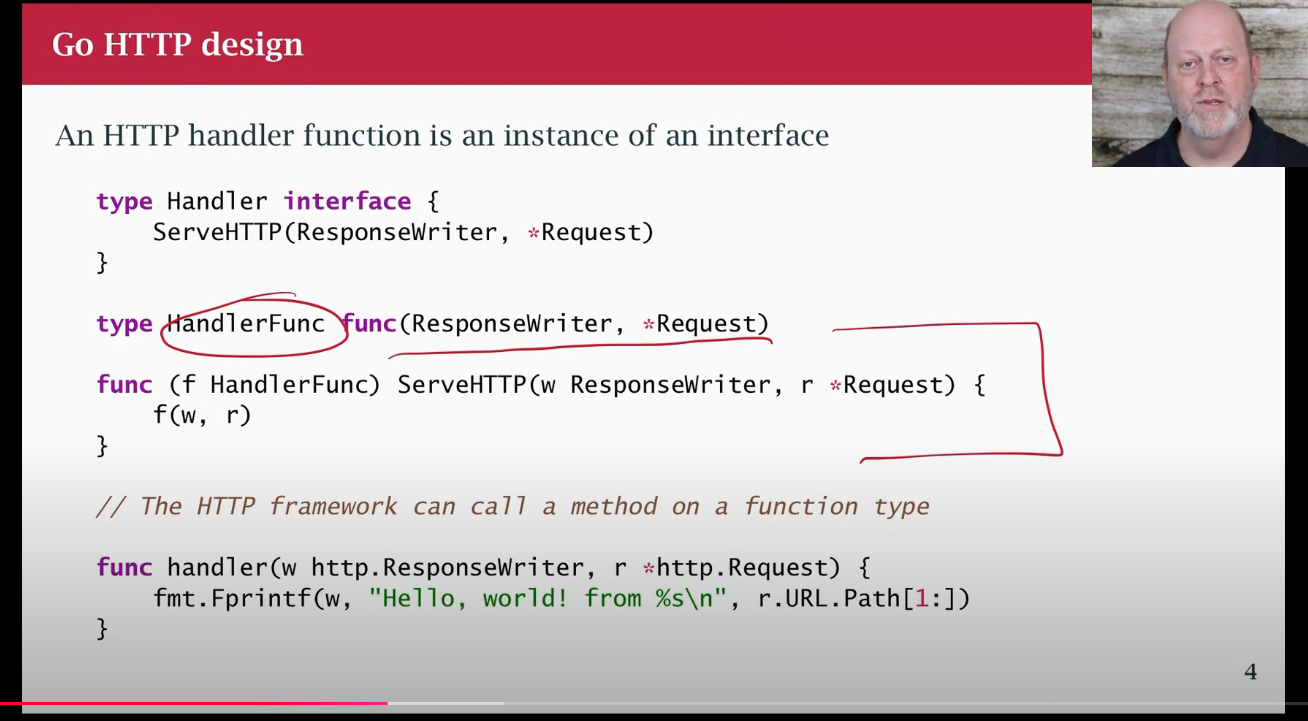 Go HTTP design
An HTTP handler function is an instance of an interface
type Handler interface {
ServeHTTP(ResponseWriter, *Request)
}
type HandlerFunc func(ResponseWriter, *Request)
func (f HandlerFunc) ServeHTTP(w ResponseWriter, r *Request) {
f(w, r)
}
// The HTTP framework can call a method on a function type
func handler(w http.ResponseWriter, r *http.Request) {
fmt.Fprintf(w, "Hello, world! from %s\n", r.URL.Path[1:])
}
4